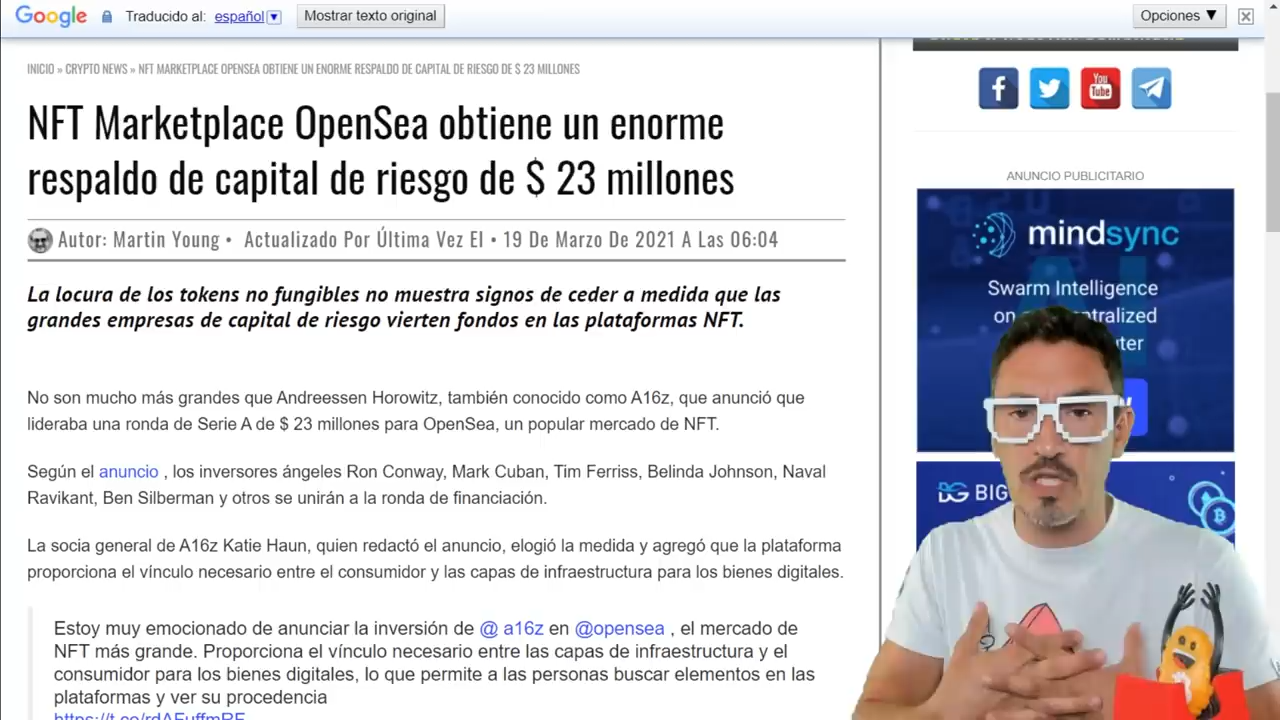 Google Traducido al: español Mostrar texto original Opciones ▼
INICIO » CRYPTO NEWS » NFT MARKETPLACE OPENSEA OBTIENE UN ENORME RESPALDO DE CAPITAL DE RIESGO DE $ 23 MILLONES
NFT Marketplace OpenSea obtiene un enorme
respaldo de capital de riesgo de $ 23 millones
Autor: Martin Young • Actualizado Por Última Vez El • 19 De Marzo De 2021 A Las 06:04
La locura de los tokens no fungibles no muestra signos de ceder a medida que las
grandes empresas de capital de riesgo vierten fondos en las plataformas NFT.
No son mucho más grandes que Andreessen Horowitz, también conocido como A16z, que anunció que
lideraba una ronda de Serie A de $ 23 millones para OpenSea, un popular mercado de NFT.
Según el anuncio , los inversores ángeles Ron Conway, Mark Cuban, Tim Ferriss, Belinda Johnson, Naval
Ravikant, Ben Silberman y otros se unirán a la ronda de financiación.
La socia general de A16z Katie Haun, quien redactó el anuncio, elogió la medida y agregó que la plataforma
proporciona el vínculo necesario entre el consumidor y las capas de infraestructura para los bienes digitales.
Estoy muy emocionado de anunciar la inversión de @ a16z en @opensea , el mercado de
NFT más grande. Proporciona el vínculo necesario entre las capas de infraestructura y el
consumidor para los bienes digitales, lo que permite a las personas buscar elementos en las
plataformas y ver su procedencia
You
Tube
ANUNCIO PUBLICITARIO
mindsync
Swarm Intelligence
on
BIG